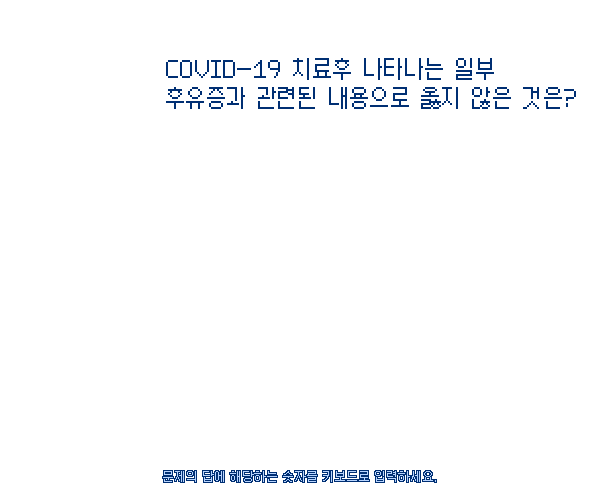 COVID-19 치료후 나타나는 일부
후유증과 관련된 내용으로 옳지 않은 것은?
문제의 답에 해당하는 숫자를 키보드로 입력하세요.